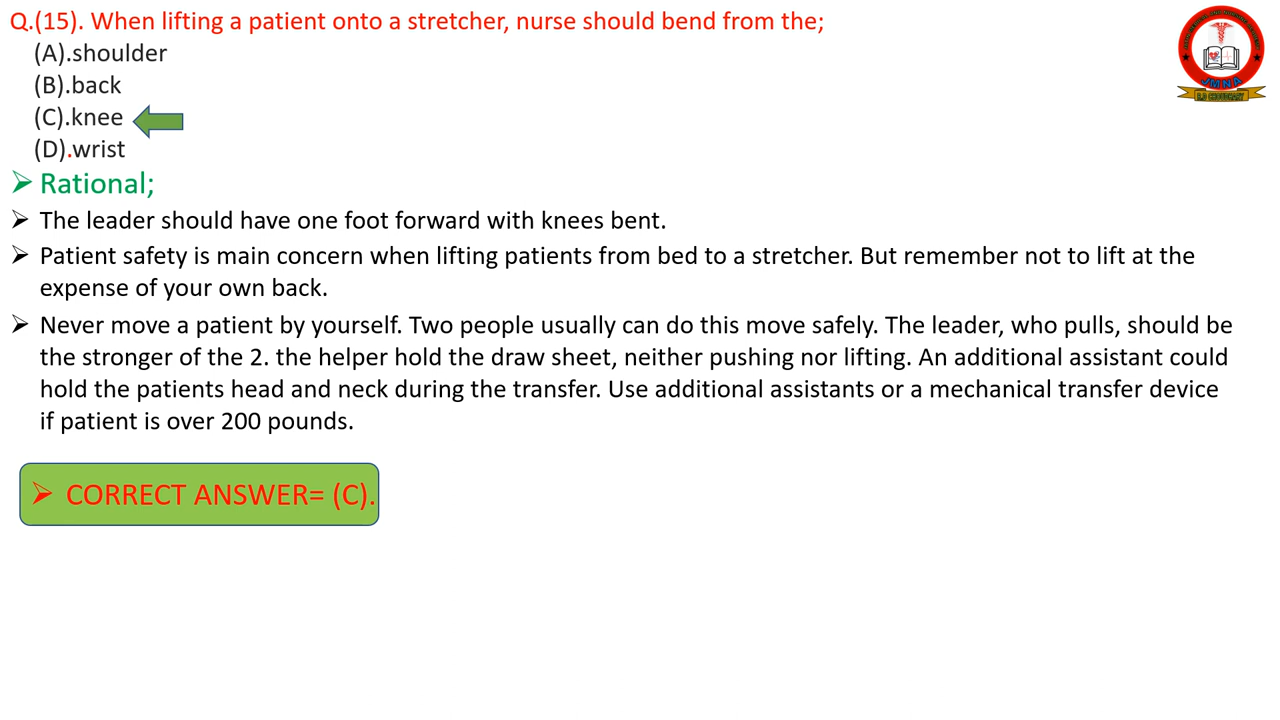 Q.(15). When lifting a patient onto a stretcher, nurse should bend from the;
(A).shoulder
(B).back
(C).knee
(D).wrist
➢ Rational;
➢ The leader should have one foot forward with knees bent.
➢ Patient safety is main concern when lifting patients from bed to a stretcher. But remember not to lift at the
expense of your own back.
➢ Never move a patient by yourself. Two people usually can do this move safely. The leader, who pulls, should be
the stronger of the 2. the helper hold the draw sheet, neither pushing nor lifting. An additional assistant could
hold the patients head and neck during the transfer. Use additional assistants or a mechanical transfer device
if patient is over 200 pounds.
➢ CORRECT ANSWER= (C).
JMNA